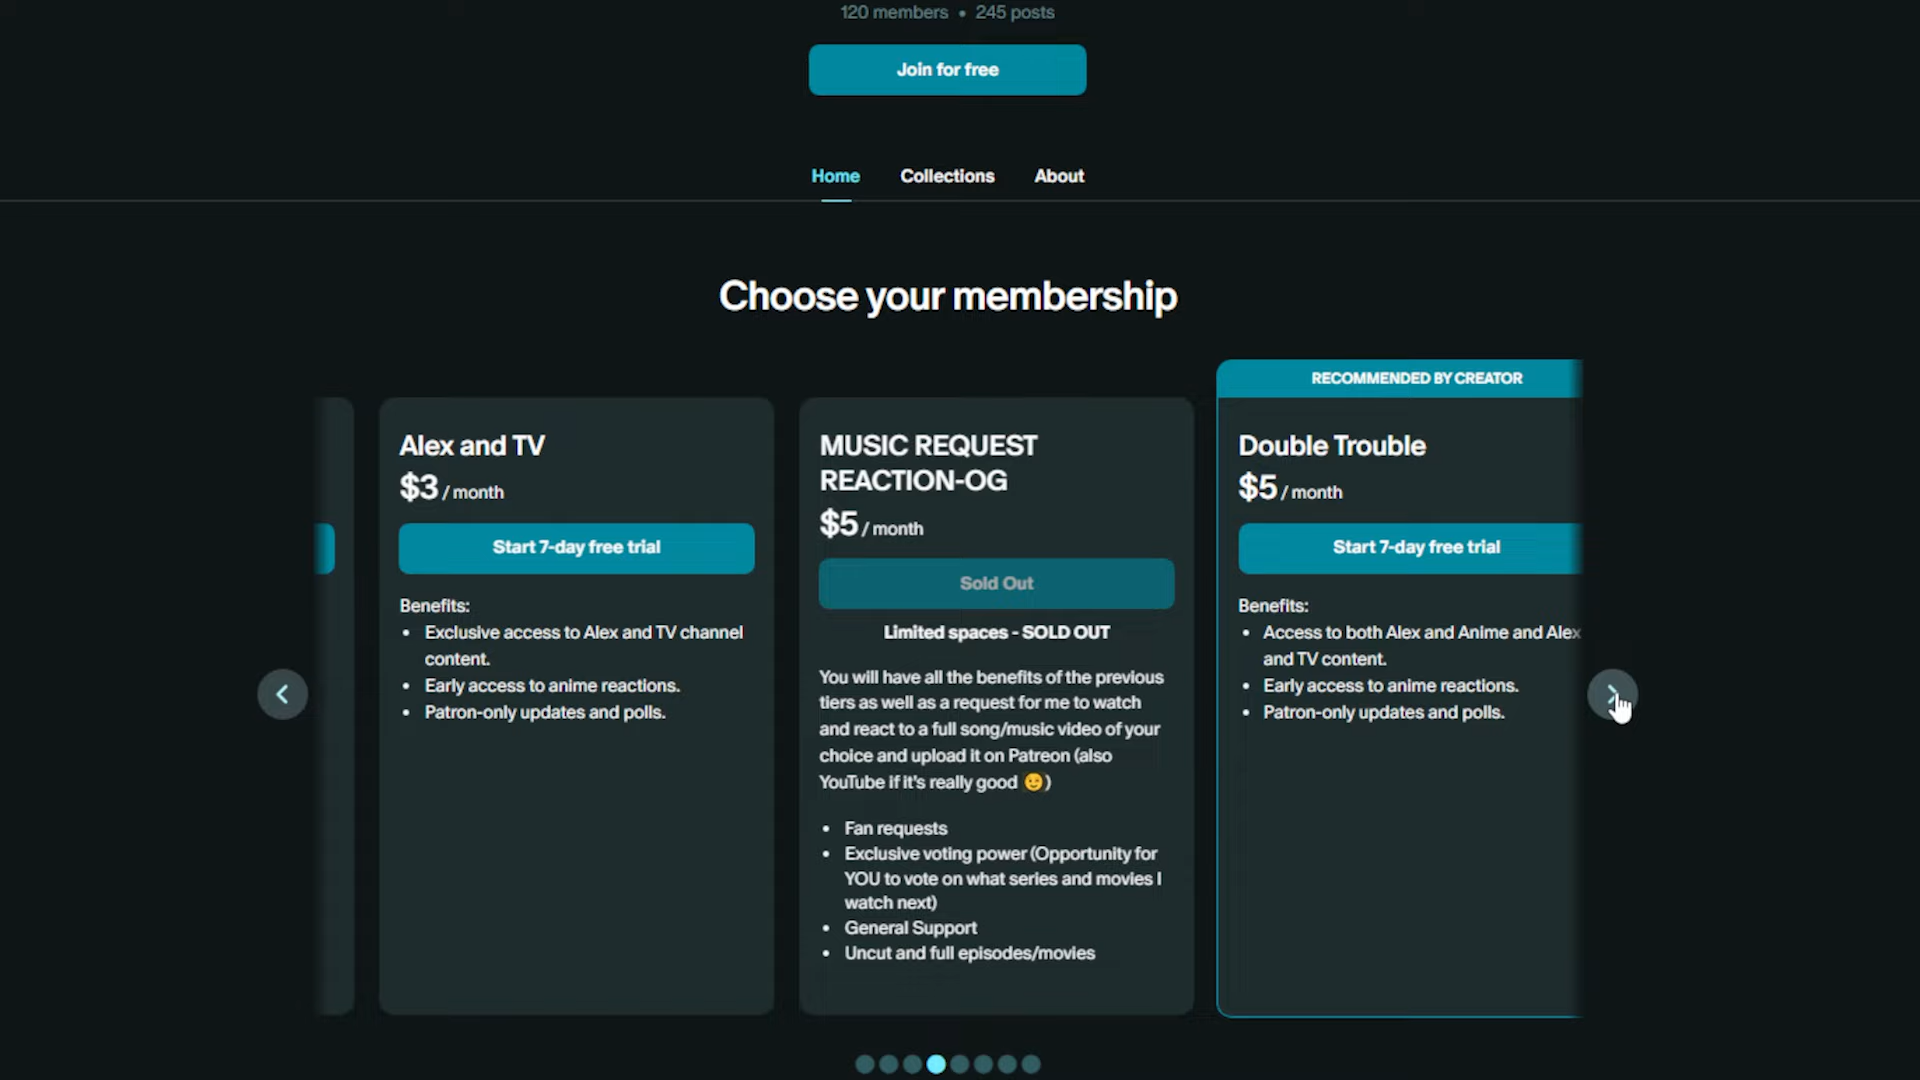 120 members • 245 posts
Join for free
Home
Collections
About
Choose your membership
Alex and TV
$3 / month
Start 7-day free trial
Benefits:
• Exclusive access to Alex and TV channel
content.
• Early access to anime reactions.
• Patron-only updates and polls.
MUSIC REQUEST
REACTION-OG
$5 / month
Sold Out
Limited spaces - SOLD OUT
You will have all the benefits of the previous
tiers as well as a request for me to watch
and react to a full song/music video of your
choice and upload it on Patreon (also
YouTube if it's really good 😉)
• Fan requests
• Exclusive voting power (Opportunity for
YOU to vote on what series and movies I
watch next)
• General Support
• Uncut and full episodes/movies
RECOMMENDED BY CREATOR
Double Trouble
$5 / month
Start 7-day free trial
Benefits:
• Access to both Alex and Anime and Alex
and TV content.
• Early access to anime reactions.
• Patron-only updates and polls.